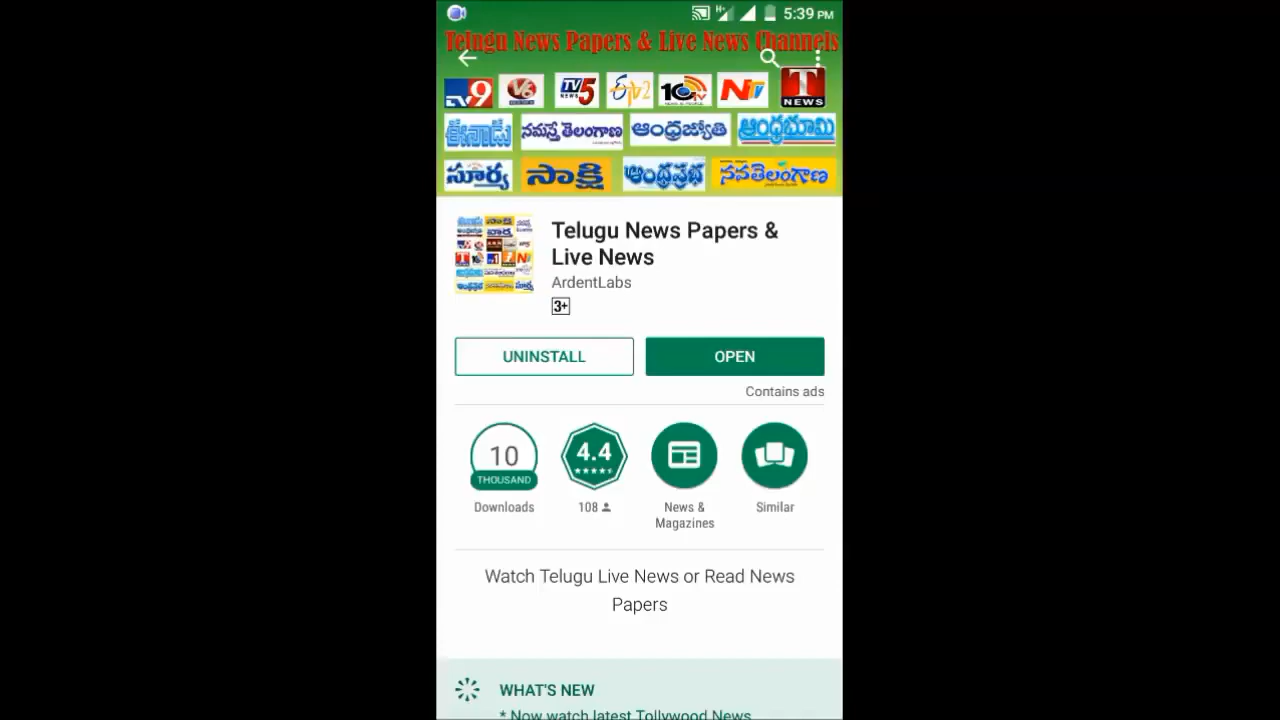 5:39 PM
Telugu News Papers & Live News Channels
TV9 V6 TV5 NEWS ETV2 10TV NTV T NEWS
ఈనాడు నమస్తే తెలంగాణ ఆంధ్రజ్యోతి ఆంధ్రభూమి
సూర్య సాక్షి ఆంధ్రప్రభ నవతెలంగాణ
Telugu News Papers &
Live News
ArdentLabs
3+
UNINSTALL OPEN
Contains ads
10 4.4
THOUSAND
Downloads 108 News & Similar
Magazines
Watch Telugu Live News or Read News
Papers
WHAT'S NEW
* Now watch latest Tollywood News